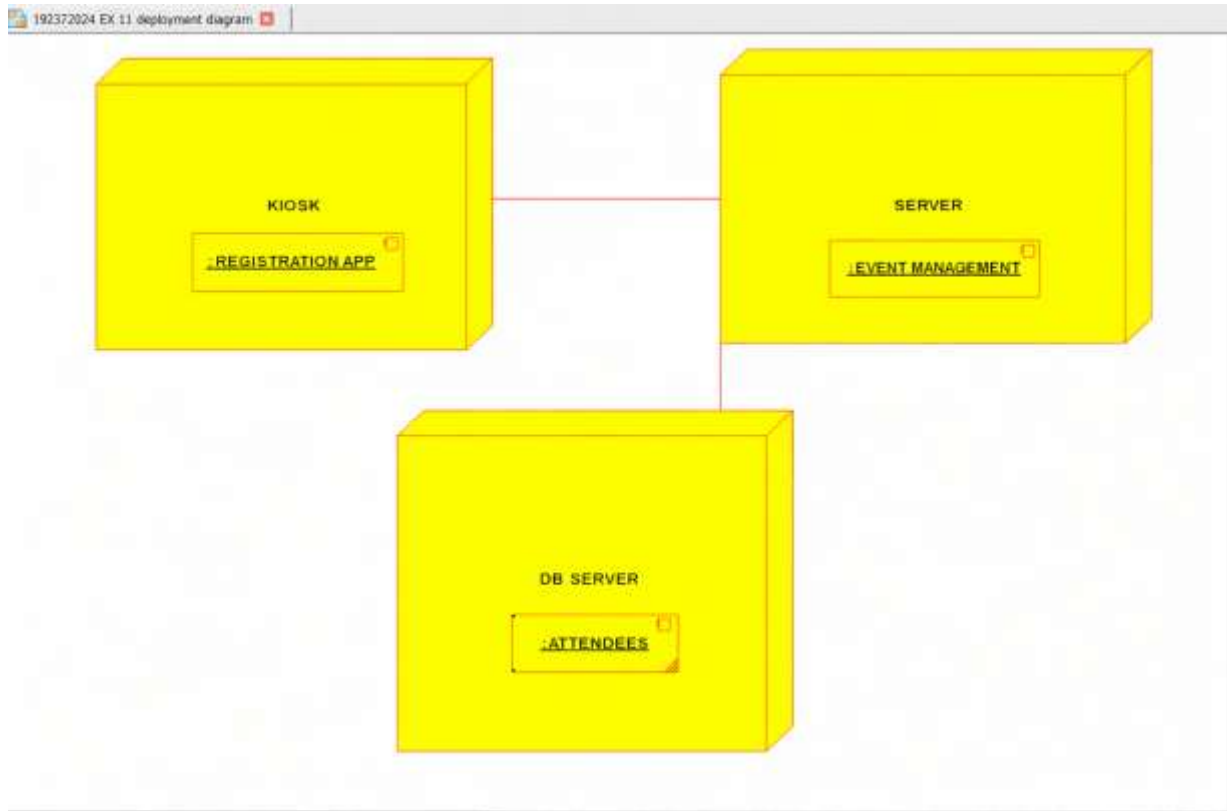 192372024 EX 11 deployment diagram
KIOSK
:REGISTRATION APP
SERVER
:EVENT MANAGEMENT
DB SERVER
:ATTENDEES